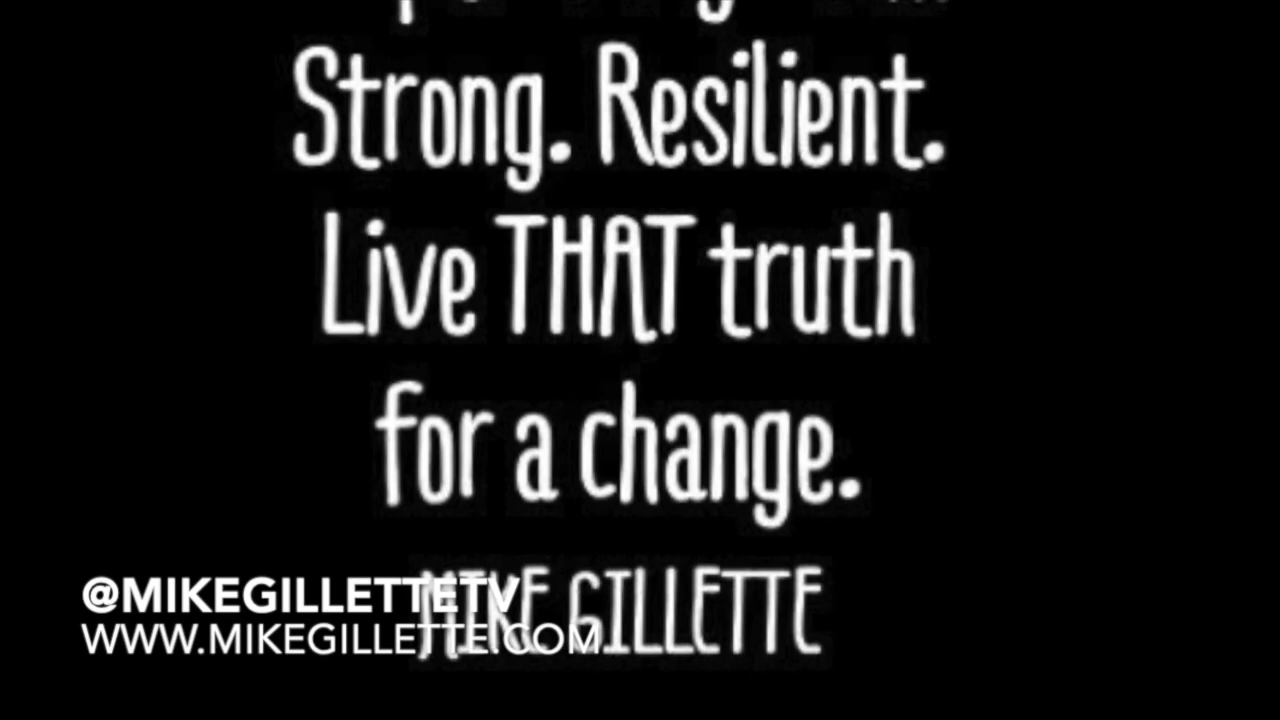 Strong. Resilient.
Live THAT truth
for a change.
MIKE GILLETTE
@MIKEGILLETTETV
WWW.MIKEGILLETTE.COM